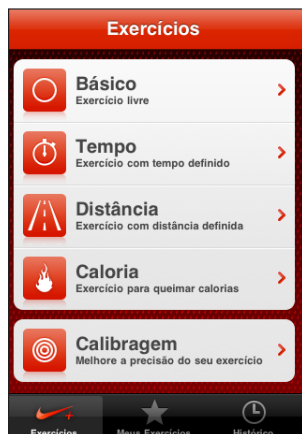 Exercícios
Básico
Exercício livre
Tempo
Exercício com tempo definido
Distância
Exercício com distância definida
Caloria
Exercício para queimar calorias
Calibragem
Melhore a precisão do seu exercício
Exercícios Meus Exercícios Histórico